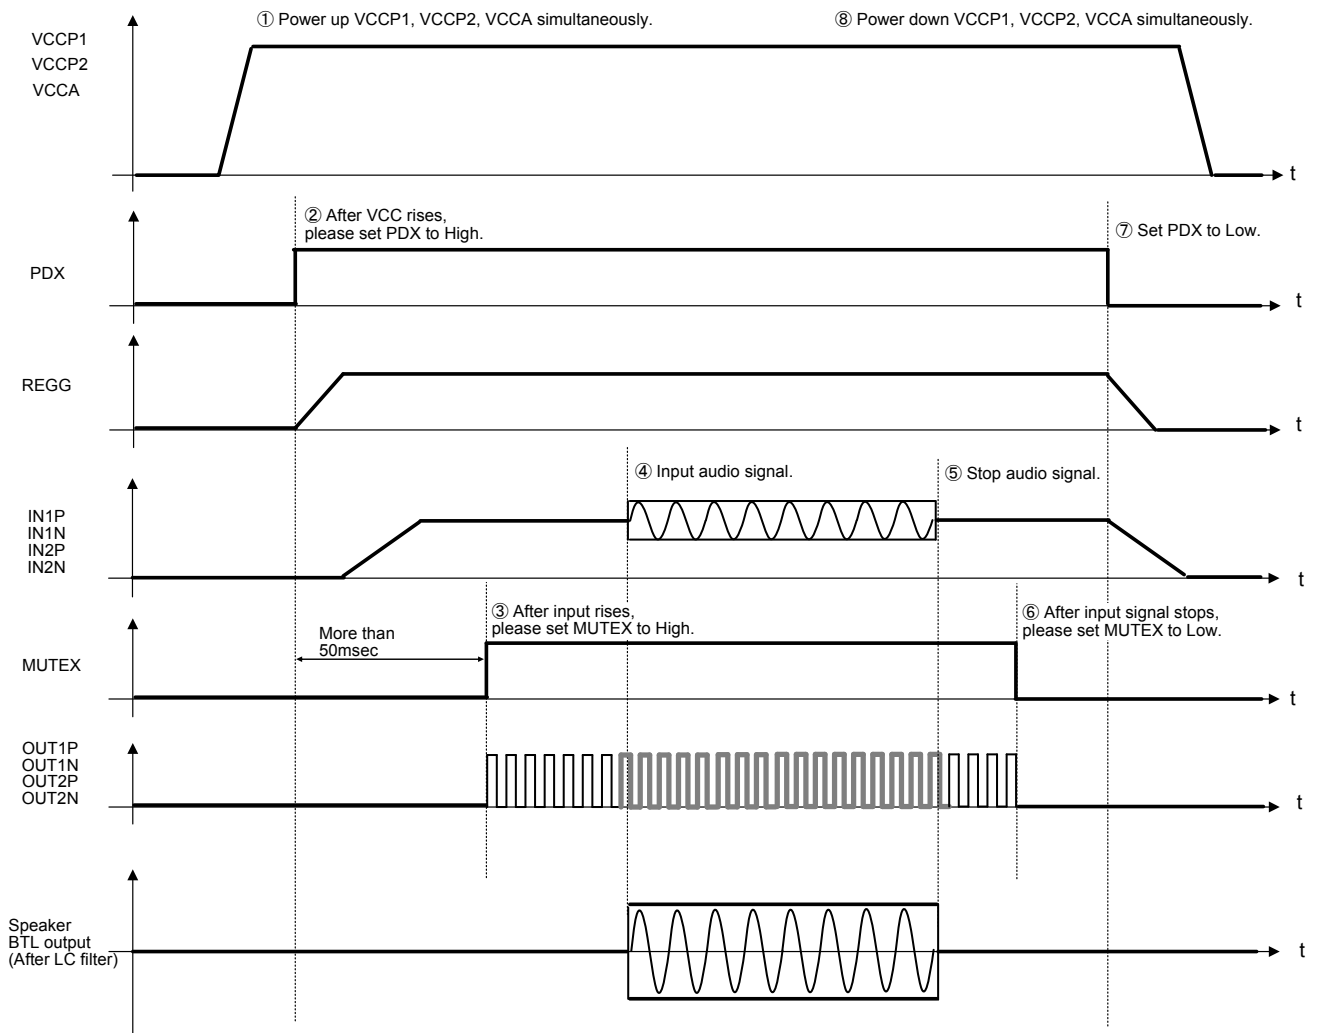 ① Power up VCCP1, VCCP2, VCCA simultaneously.
⑧ Power down VCCP1, VCCP2, VCCA simultaneously.
VCCP1
VCCP2
VCCA
t
② After VCC rises,
please set PDX to High.
⑦ Set PDX to Low.
PDX
t
REGG
t
④ Input audio signal.
⑤ Stop audio signal.
IN1P
IN1N
IN2P
IN2N
t
③ After input rises,
please set MUTEX to High.
⑥ After input signal stops,
please set MUTEX to Low.
More than
50msec
MUTEX
t
OUT1P
OUT1N
OUT2P
OUT2N
t
Speaker
BTL output
(After LC filter)
t